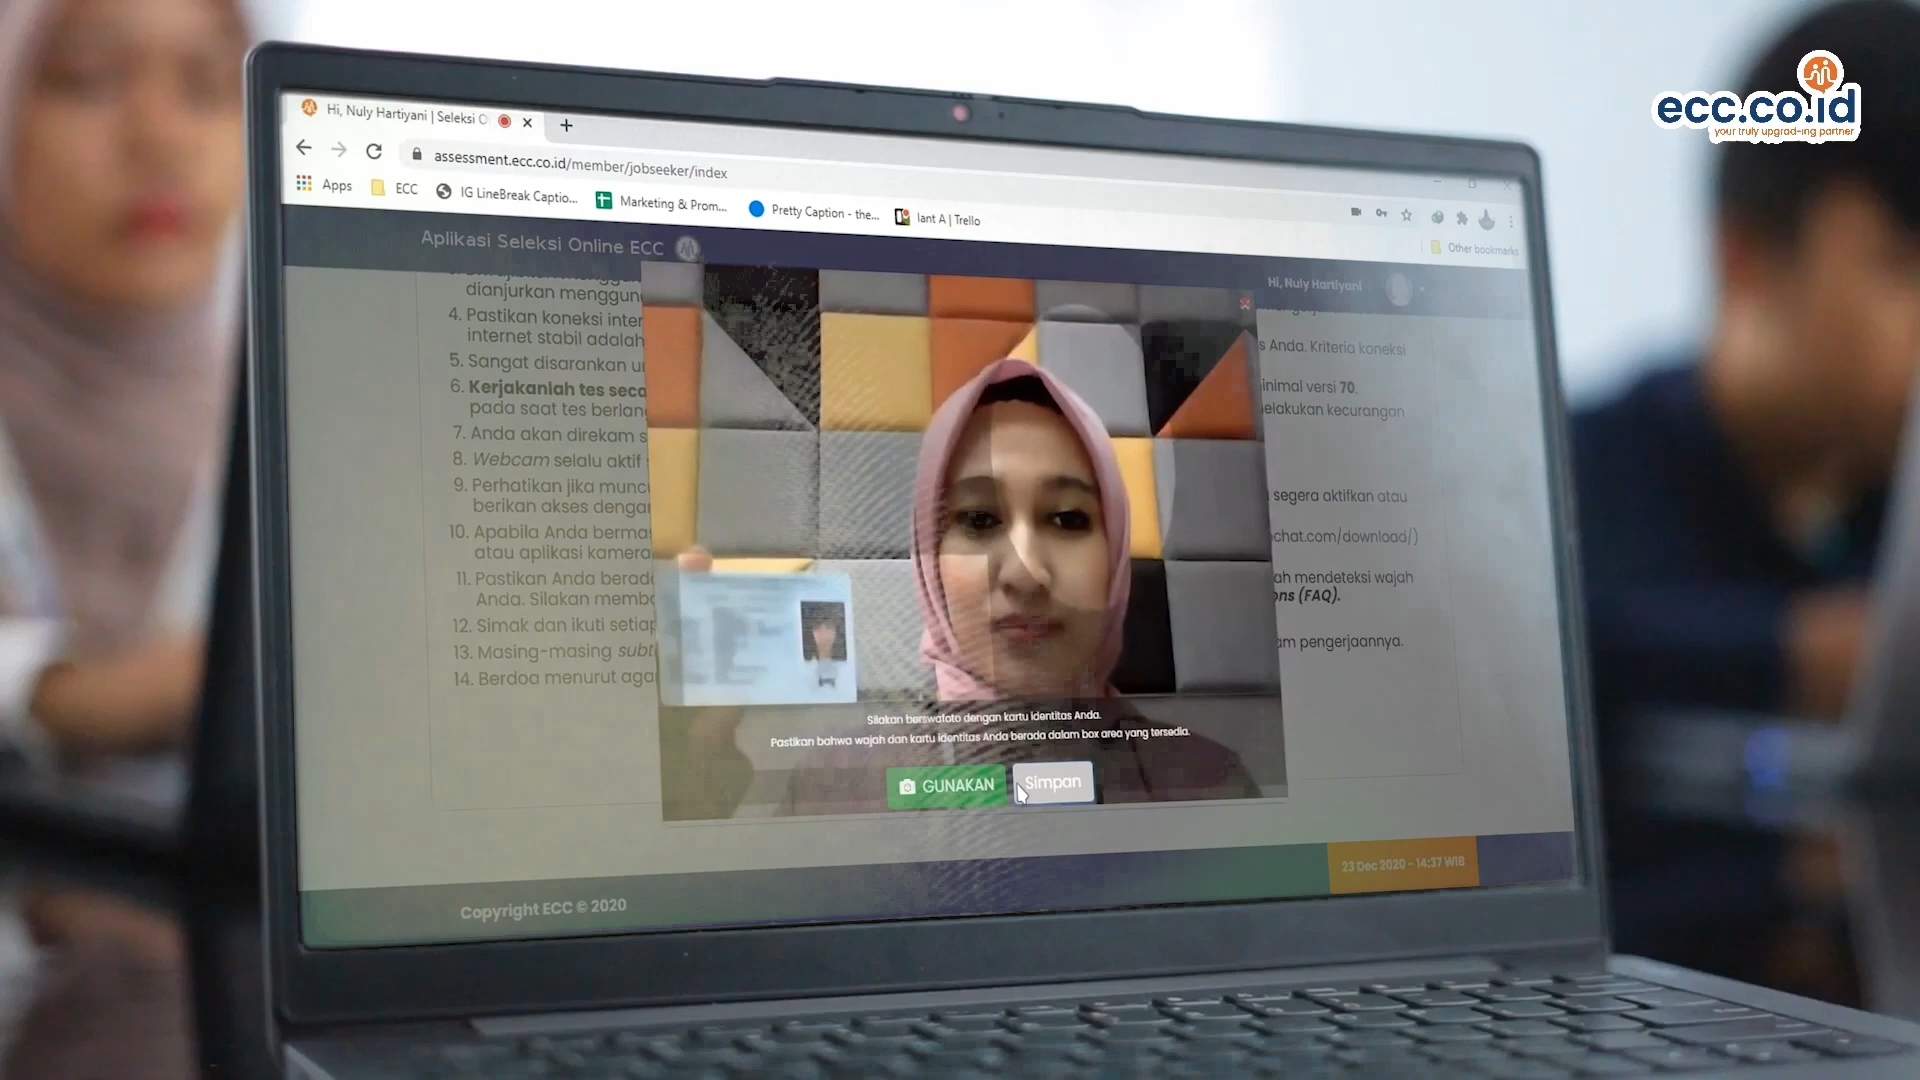 ecc.co.id
your truly upgrad-ing partner
Hi, Nuly Hartiyani | Seleksi O
assessment.ecc.co.id/member/jobseeker/index
Apps
ECC
IG LineBreak Captio...
Marketing & Prom...
Pretty Caption - the...
Iant A | Trello
Other bookmarks
Aplikasi Seleksi Online ECC
Hi, Nuly Hartiyani
dianjurkan menggun
4. Pastikan koneksi inter
s Anda. Kriteria koneksi
internet stabil adalah
5. Sangat disarankan u
inimal versi 70.
6. Kerjakanlah tes seca
elakukan kecurangan
pada saat tes berlan
7. Anda akan direkam s
8. Webcam selalu aktif
9. Perhatikan jika munc
segera aktifkan atau
berikan akses denga
10. Apabila Anda berma
chat.com/download/)
atau aplikasi kamera
11. Pastikan Anda berad
ah mendeteksi wajah
Anda. Silakan memb
ons (FAQ).
12. Simak dan ikuti setiap
am pengerjaannya.
13. Masing-masing subt
14. Berdoa menurut aga
Silakan berswafoto dengan kartu identitas Anda.
Pastikan bahwa wajah dan kartu identitas Anda berada dalam box area yang tersedia.
GUNAKAN
Simpan
23 Dec 2020 - 14:37 WIB
Copyright ECC © 2020